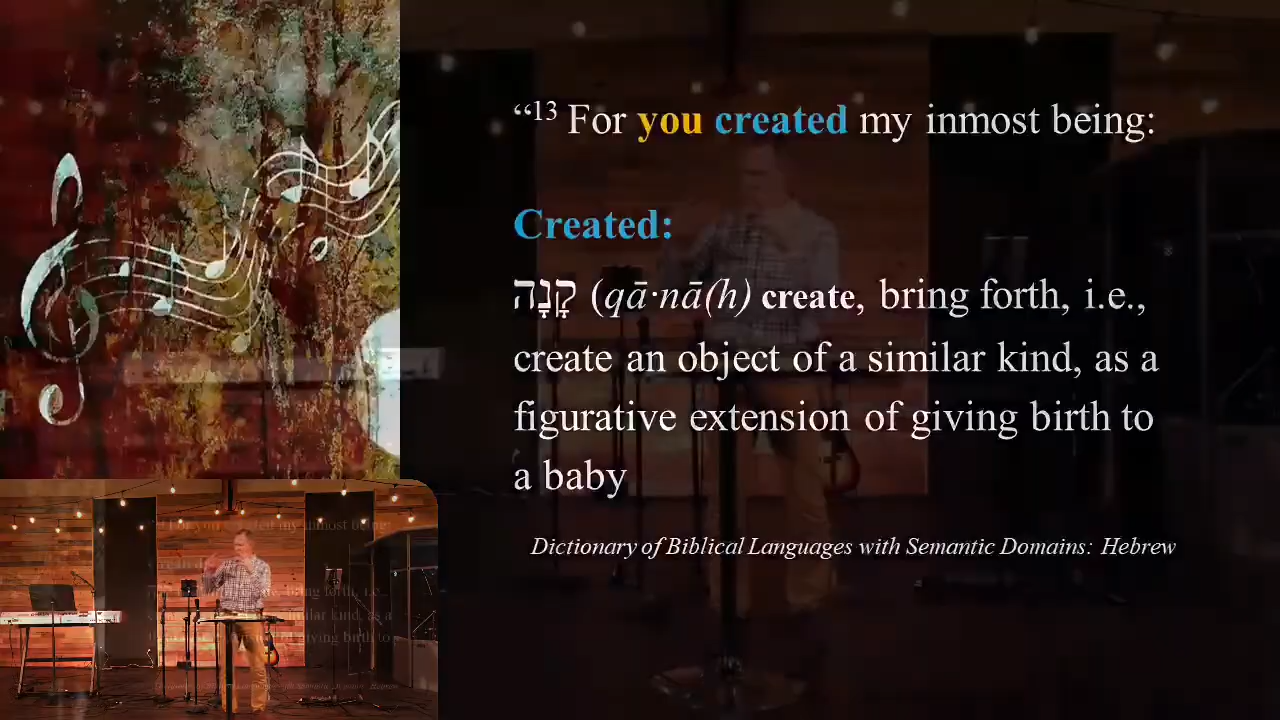 “¹³ For you created my inmost being:
Created:
קָנָה (qā·nā(h) create, bring forth, i.e.,
create an object of a similar kind, as a
figurative extension of giving birth to
a baby
Dictionary of Biblical Languages with Semantic Domains: Hebrew